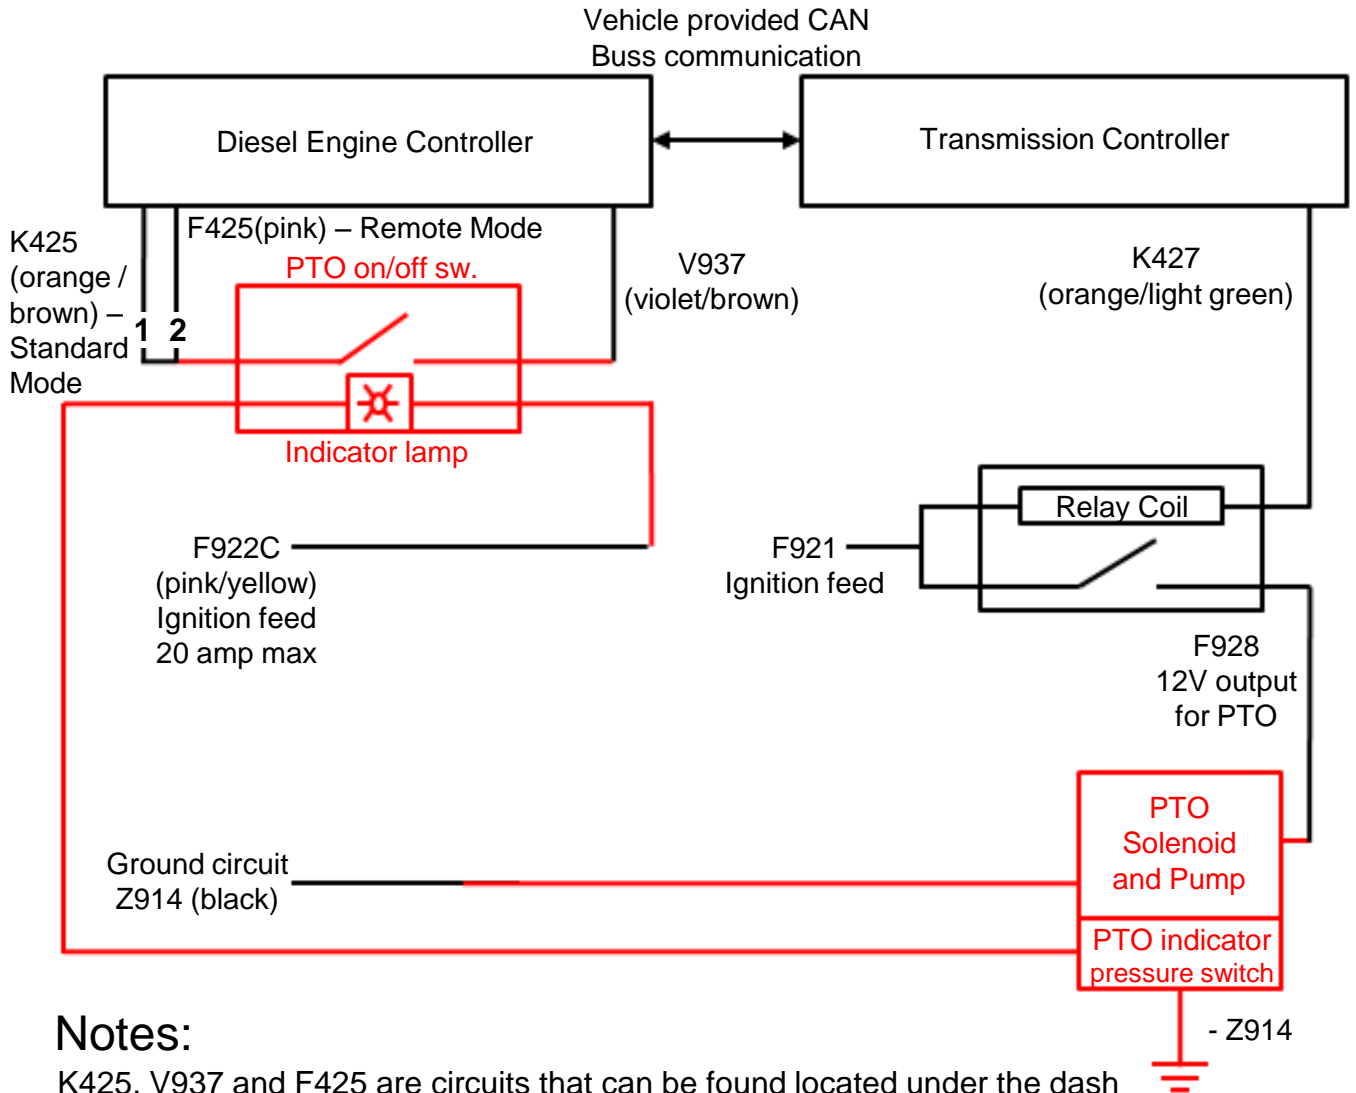 Vehicle provided CAN
Buss communication
Diesel Engine Controller
Transmission Controller
K425
(orange /
brown) –
Standard
Mode
F425(pink) – Remote Mode
PTO on/off sw.
1 2
V937
(violet/brown)
K427
(orange/light green)
Indicator lamp
Relay Coil
F922C
(pink/yellow)
Ignition feed
20 amp max
F921
Ignition feed
F928
12V output
for PTO
PTO
Solenoid
and Pump
Ground circuit
Z914 (black)
PTO indicator
pressure switch
- Z914
Notes:
K425, V937 and F425 are circuits that can be found located under the dash